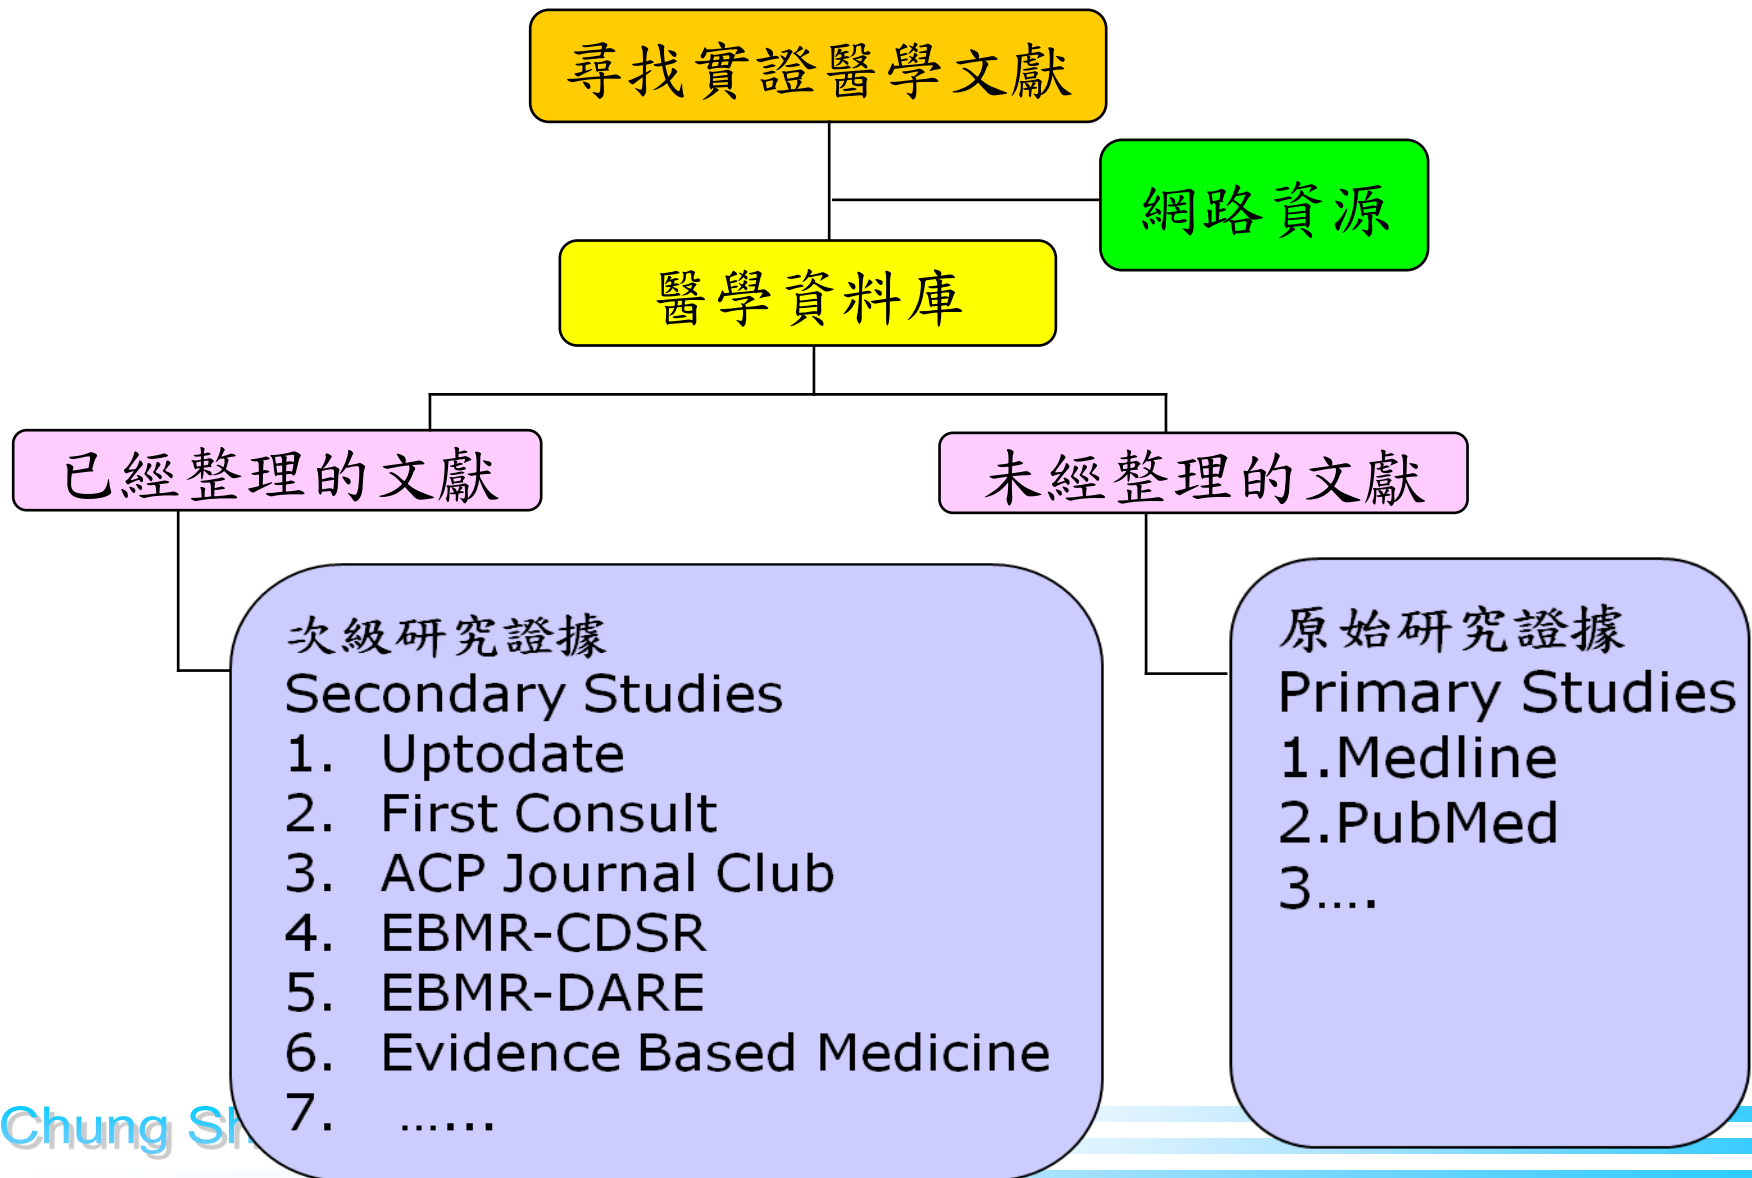 尋找實證醫學文獻
網路資源
醫學資料庫
已經整理的文獻
未經整理的文獻
次級研究證據
Secondary Studies
1. Uptodate
2. First Consult
3. ACP Journal Club
4. EBMR-CDSR
5. EBMR-DARE
6. Evidence Based Medicine
7. ......
原始研究證據
Primary Studies
1.Medline
2.PubMed
3....
Chung